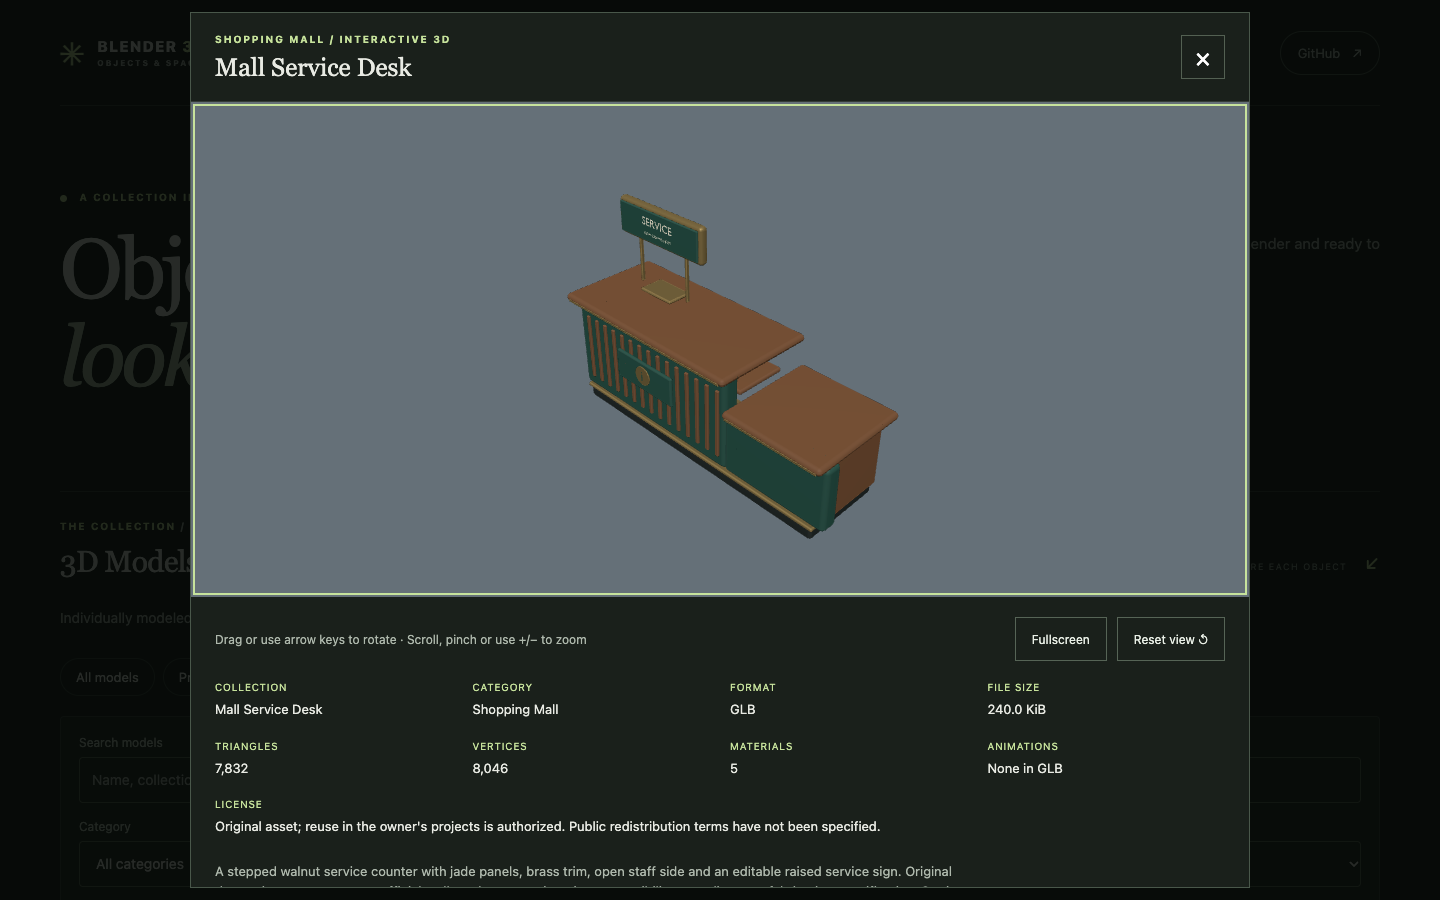 BLENDER 3
OBJECTS & SPA
GitHub
SHOPPING MALL / INTERACTIVE 3D
Mall Service Desk
A COLLECTION I
Obj
look
ender and ready to
SERVICE
THE COLLECTION /
3D Models
RE EACH OBJECT
Individually modeled
All models
Pr
Search models
Name, collectio
Category
All categories
Drag or use arrow keys to rotate · Scroll, pinch or use +/− to zoom
Fullscreen
Reset view
COLLECTION
Mall Service Desk
CATEGORY
Shopping Mall
FORMAT
GLB
FILE SIZE
240.0 KiB
TRIANGLES
7,832
VERTICES
8,046
MATERIALS
5
ANIMATIONS
None in GLB
LICENSE
Original asset; reuse in the owner's projects is authorized. Public redistribution terms have not been specified.
A stepped walnut service counter with jade panels, brass trim, open staff side and an editable raised service sign. Original